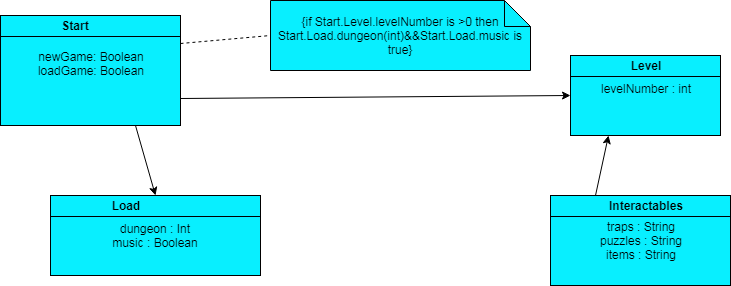 Start
newGame: Boolean
loadGame: Boolean
{if Start.Level.levelNumber is >0 then
Start.Load.dungeon(int)&&Start.Load.music is
true}
Level
levelNumber : int
Load
dungeon : Int
music : Boolean
Interactables
traps : String
puzzles : String
items : String